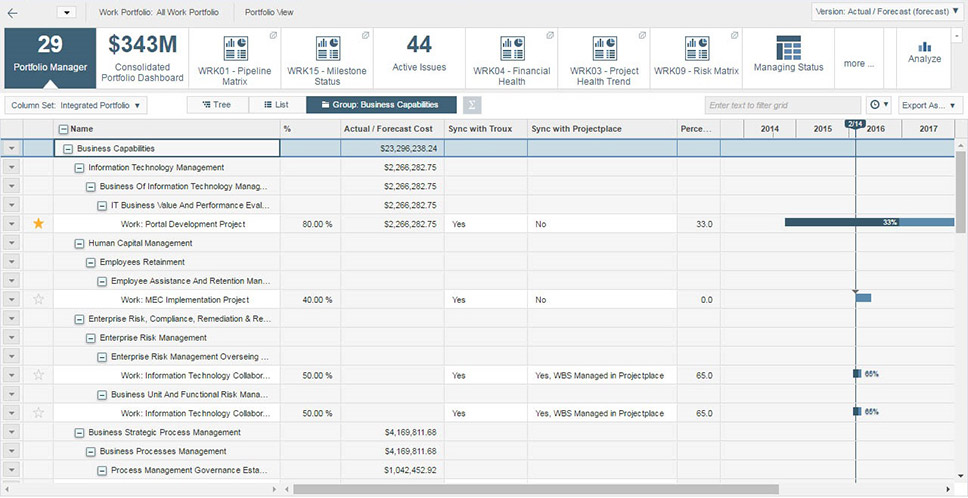 Work Portfolio: All Work Portfolio Portfolio View Version: Actual / Forecast (forecast)
29 $343M 44
Portfolio Manager Consolidated Portfolio Dashboard WRK01 - Pipeline Matrix WRK15 - Milestone Status Active Issues WRK04 - Financial Health WRK03 - Project Health Trend WRK09 - Risk Matrix Managing Status more ... Analyze
Column Set: Integrated Portfolio Tree List Group: Business Capabilities Σ Enter text to filter grid Export As...
Name % Actual / Forecast Cost Sync with Troux Sync with Projectplace Perce... 2014 2015 2/14 2016 2017
Business Capabilities $23,296,238.24
Information Technology Management $2,266,282.75
Business Of Information Technology Manag... $2,266,282.75
IT Business Value And Performance Eval... $2,266,282.75
Work: Portal Development Project 80.00 % $2,266,282.75 Yes No 33.0 33%
Human Capital Management
Employees Retainment
Employee Assistance And Retention Man...
Work: MEC Implementation Project 40.00 % Yes No 0.0
Enterprise Risk, Compliance, Remediation & Re...
Enterprise Risk Management
Enterprise Risk Management Overseing ...
Work: Information Technology Collabor... 50.00 % Yes Yes, WBS Managed in Projectplace 65.0 65%
Business Unit And Functional Risk Mana...
Work: Information Technology Collabor... 50.00 % Yes Yes, WBS Managed in Projectplace 65.0 65%
Business Strategic Process Management $4,169,811.68
Business Processes Management $4,169,811.68
Process Management Governance Esta... $1,042,452.92